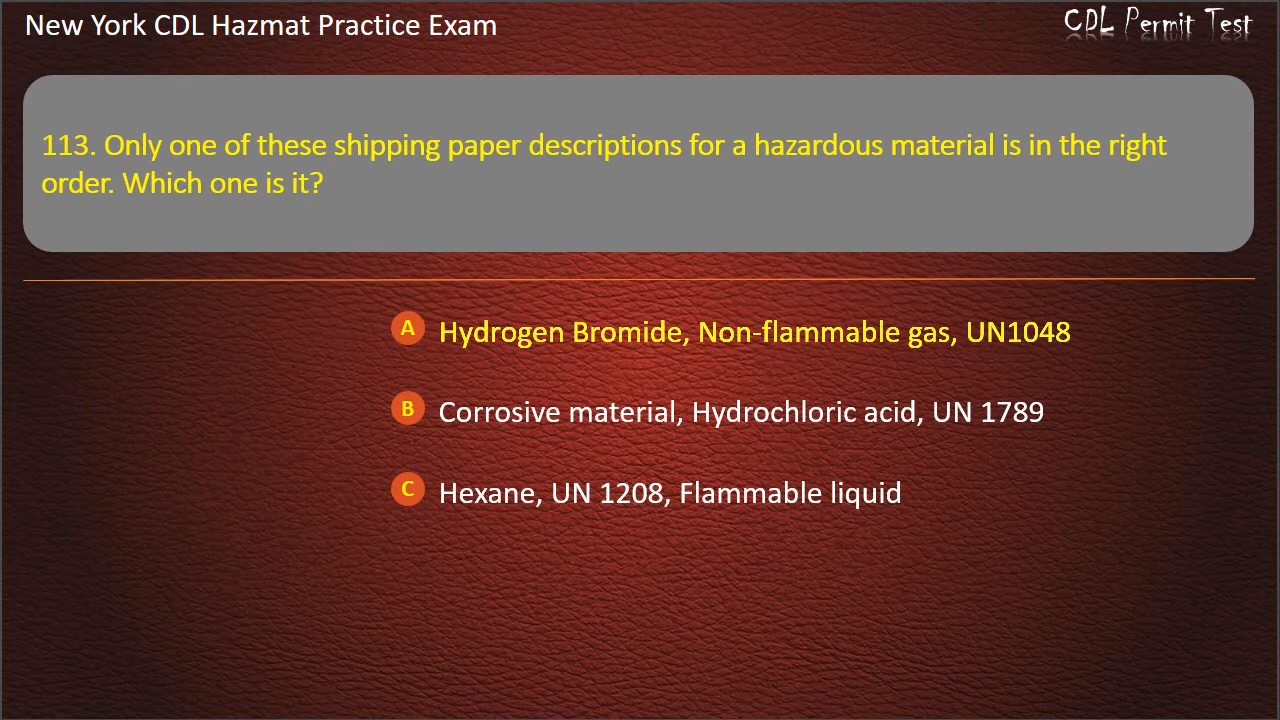 New York CDL Hazmat Practice Exam
CDL Permit Test
113. Only one of these shipping paper descriptions for a hazardous material is in the right
order. Which one is it?
A Hydrogen Bromide, Non-flammable gas, UN1048
B Corrosive material, Hydrochloric acid, UN 1789
C Hexane, UN 1208, Flammable liquid